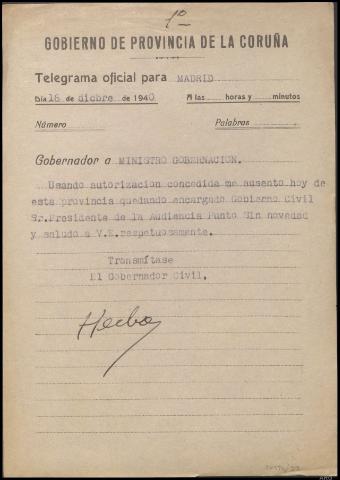 1º
GOBIERNO DE PROVINCIA DE LA CORUÑA
Telegrama oficial para MADRID
Día 16 de dicbre de 1940 A las horas y minutos
Número Palabras
Gobernador a MINISTRO GOBERNACION.
Usando autorización concedida me ausento hoy de
esta provincia quedando encargado Gobierno Civil
Sr.Presidente de la Audiencia Punto Sin novedad
y saludo a V.E.respetuosamente.
Transmítase
El Gobernador Civil,